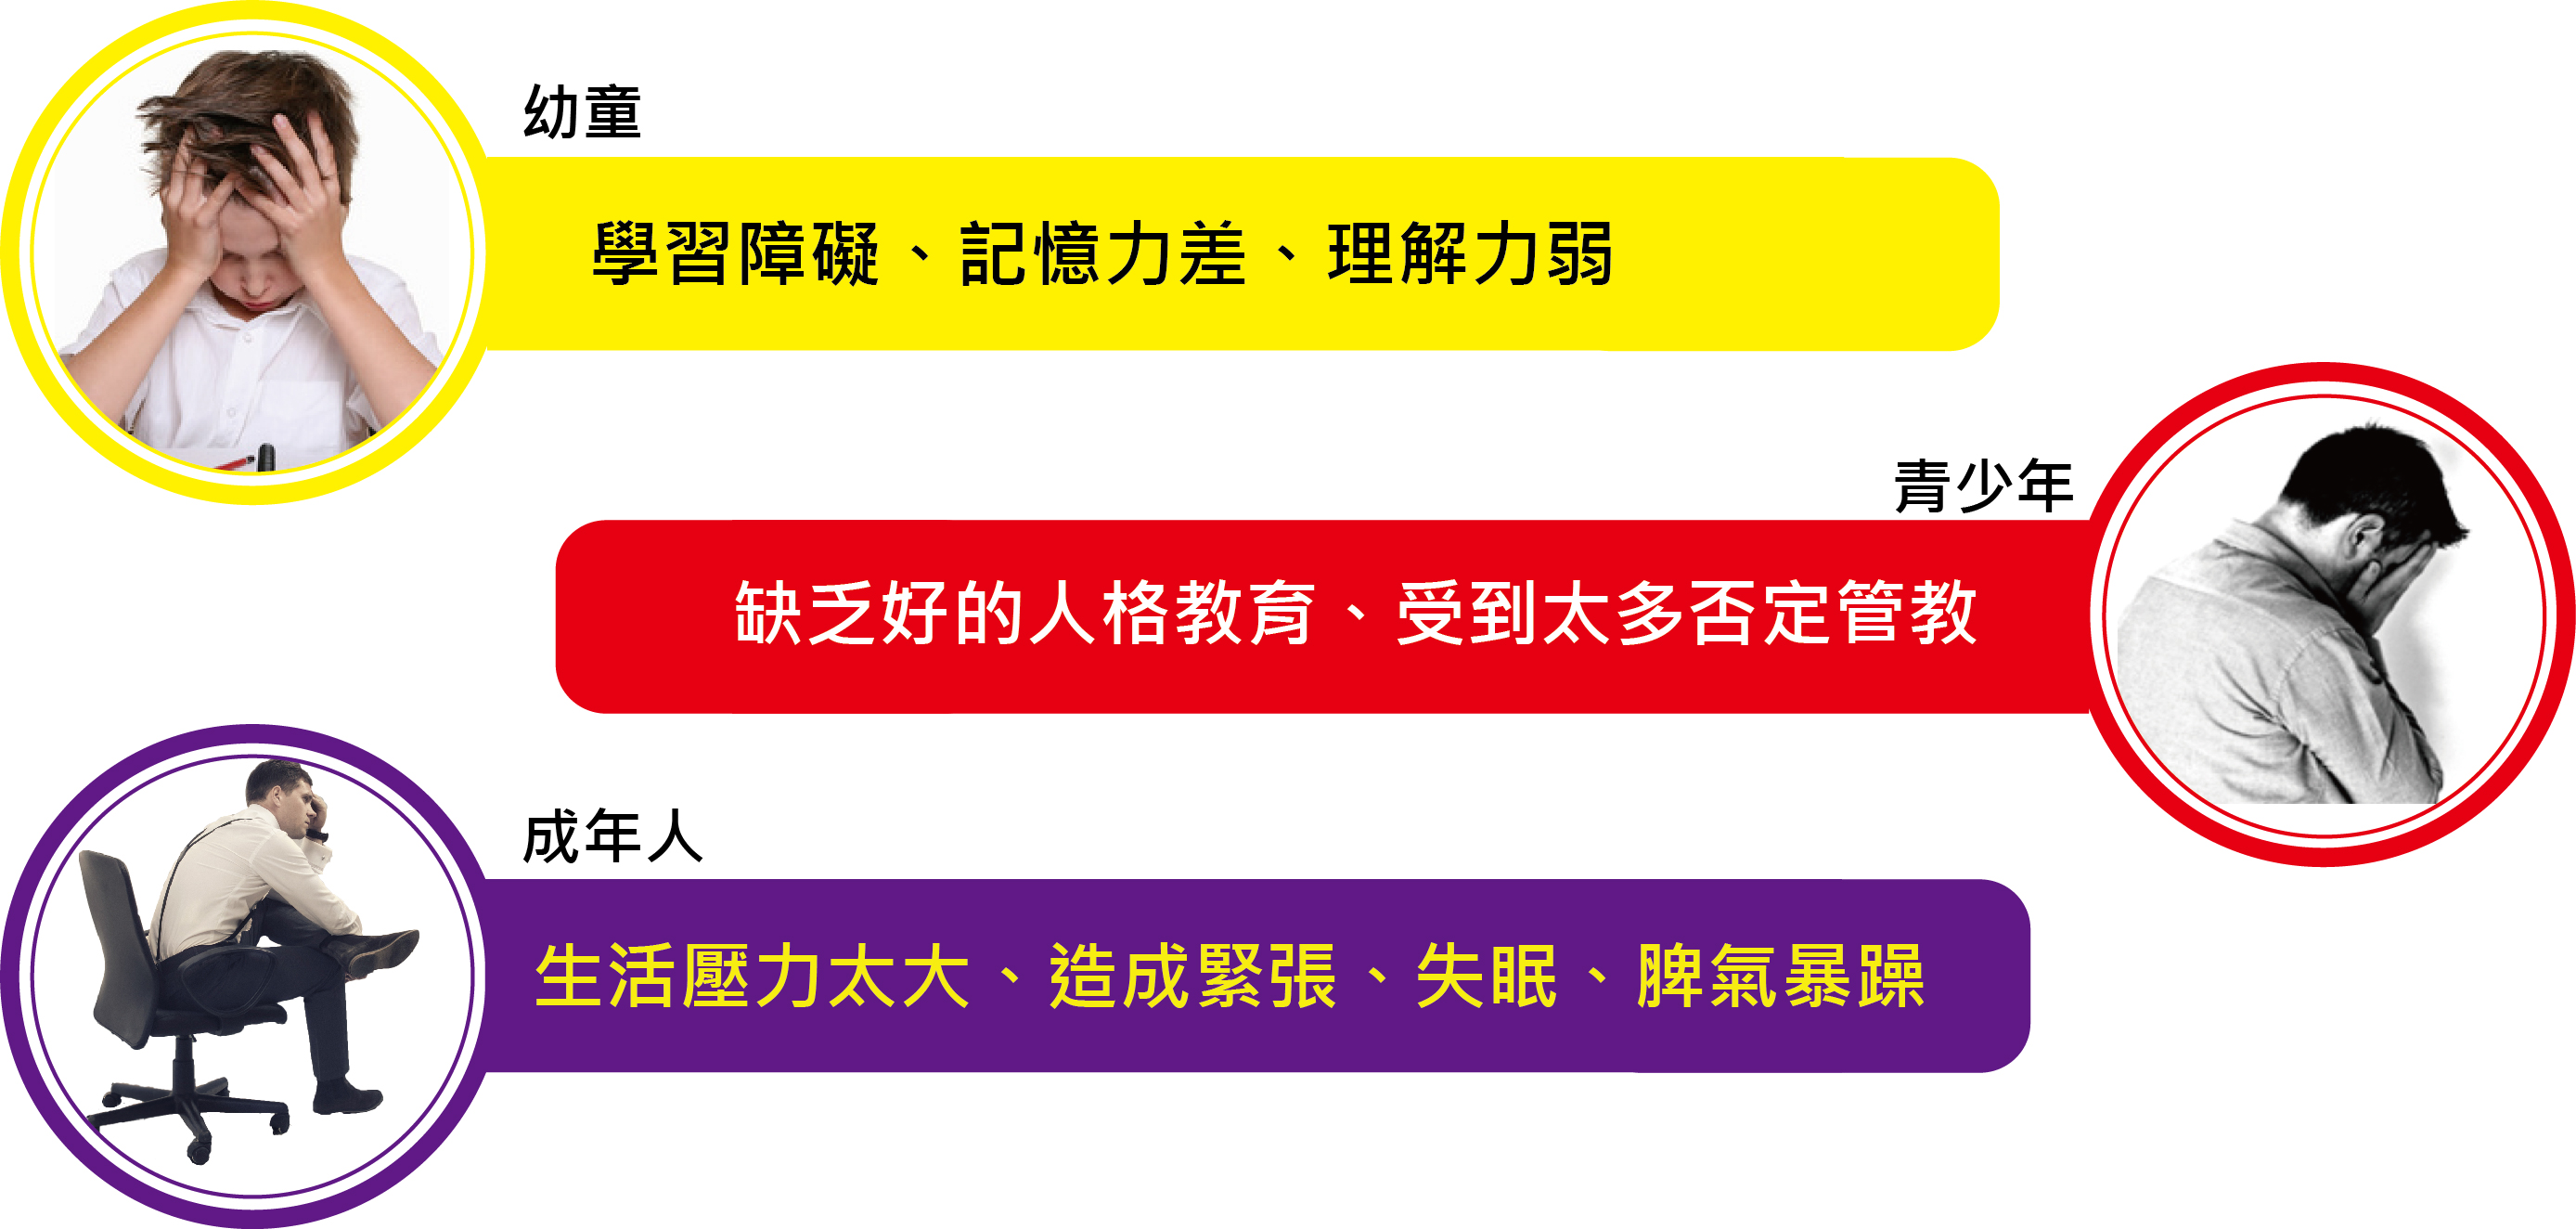 幼童
學習障礙、記憶力差、理解力弱
青少年
缺乏好的人格教育、受到太多否定管教
成年人
生活壓力太大、造成緊張、失眠、脾氣暴躁